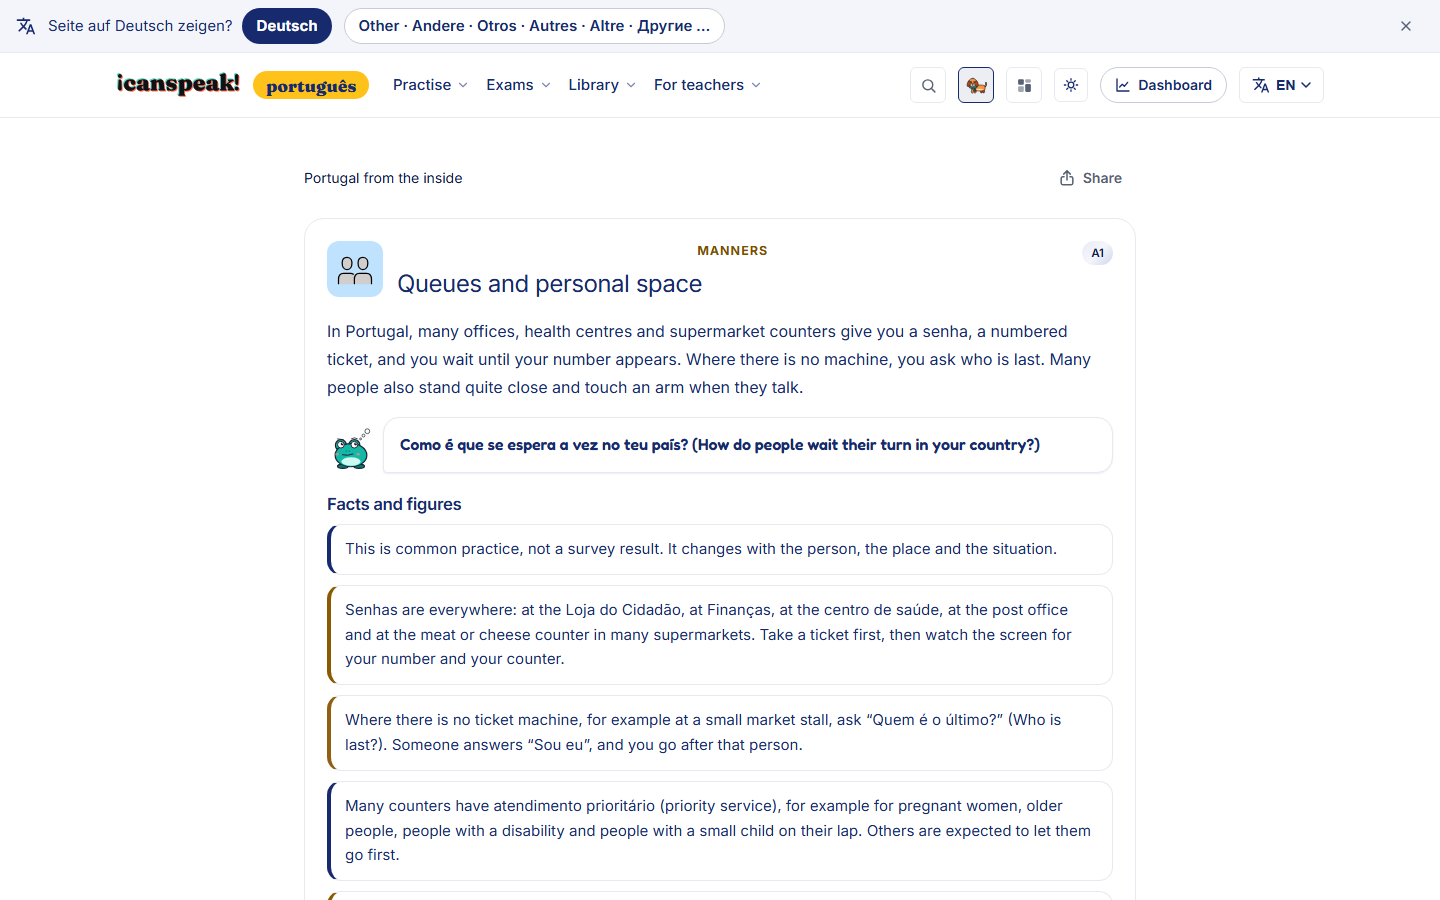 Seite auf Deutsch zeigen?
Deutsch
Other · Andere · Otros · Autres · Altre · Другие ...
icanspeak!
português
Practise
Exams
Library
For teachers
Dashboard
EN
Portugal from the inside
Share
MANNERS
A1
Queues and personal space
In Portugal, many offices, health centres and supermarket counters give you a senha, a numbered
ticket, and you wait until your number appears. Where there is no machine, you ask who is last. Many
people also stand quite close and touch an arm when they talk.
Como é que se espera a vez no teu país? (How do people wait their turn in your country?)
Facts and figures
This is common practice, not a survey result. It changes with the person, the place and the situation.
Senhas are everywhere: at the Loja do Cidadão, at Finanças, at the centro de saúde, at the post office
and at the meat or cheese counter in many supermarkets. Take a ticket first, then watch the screen for
your number and your counter.
Where there is no ticket machine, for example at a small market stall, ask “Quem é o último?” (Who is
last?). Someone answers “Sou eu”, and you go after that person.
Many counters have atendimento prioritário (priority service), for example for pregnant women, older
people, people with a disability and people with a small child on their lap. Others are expected to let them
go first.